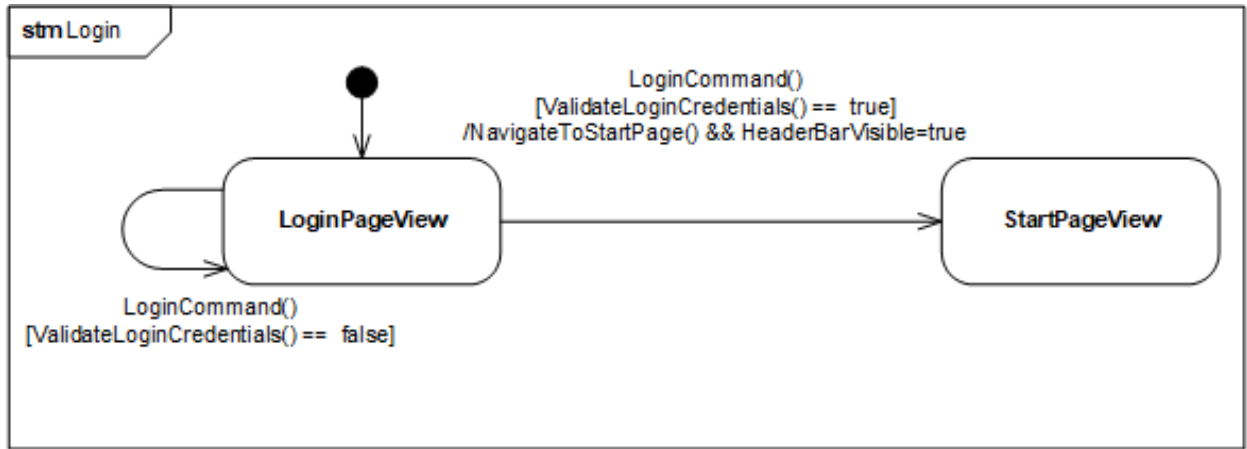 stm Login
LoginCommand()
[ValidateLoginCredentials() == true]
/NavigateToStartPage() && HeaderBarVisible=true
LoginPageView
StartPageView
LoginCommand()
[ValidateLoginCredentials() == false]